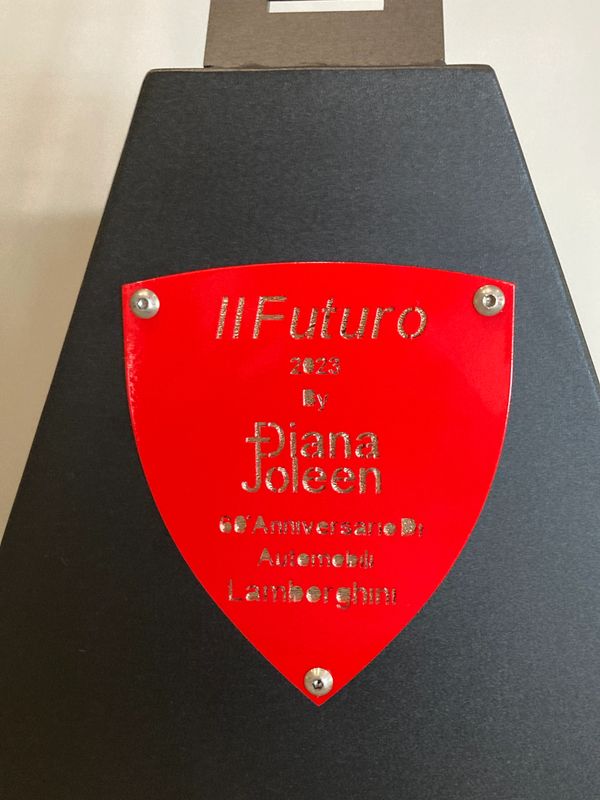 IlFuturo
2023
By
Diana
Joleen
60°Anniversario Di
Automobili
Lamborghini